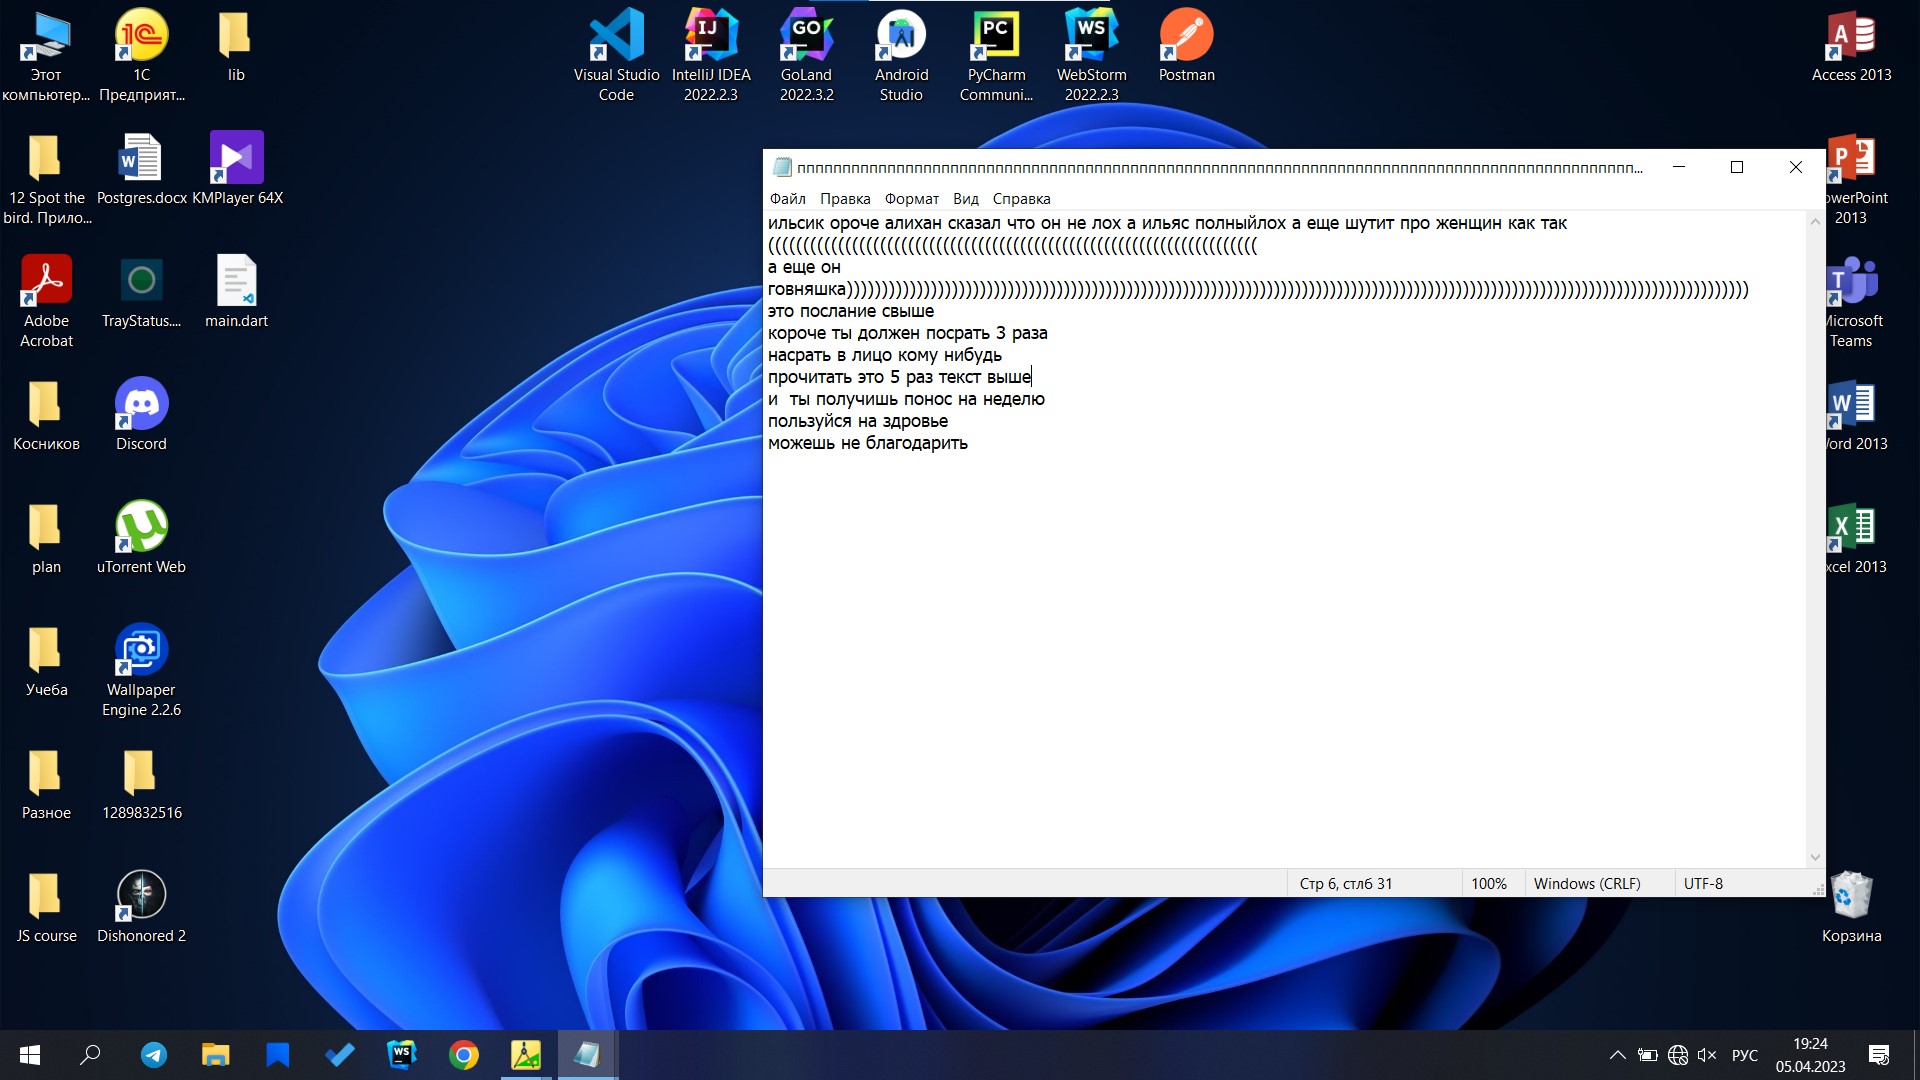 Этот компьютер...
1С Предприят...
lib
Visual Studio Code
IntelliJ IDEA 2022.2.3
GoLand 2022.3.2
Android Studio
PyCharm Communi...
WebStorm 2022.2.3
Postman
Access 2013
12 Spot the bird. Прило...
Postgres.docx
KMPlayer 64X
owerPoint 2013
Adobe Acrobat
TrayStatus....
main.dart
Microsoft Teams
Косников
Discord
Word 2013
plan
uTorrent Web
xcel 2013
Учеба
Wallpaper Engine 2.2.6
Разное
1289832516
JS course
Dishonored 2
Корзина
Файл Правка Формат Вид Справка
ильсик ороче алихан сказал что он не лох а ильяс полныйлох а еще шутит про женщин как так
((((((((((((((((((((((((((((((((((((((((((((((((((((((((((((((((((((((
а еще он
говняшка)))))))))))))))))))))))))))))))))))))))))))))))))))))))))))))))))))))))))))))))))))))))))))))))))))))))))))))))))))))))))))))))
это послание свыше
короче ты должен посрать 3 раза
насрать в лицо кому нибудь
прочитать это 5 раз текст выше
и  ты получишь понос на неделю
пользуйся на здровье
можешь не благодарить
Стр 6, стлб 31
100%
Windows (CRLF)
UTF-8
РУС
19:24
05.04.2023